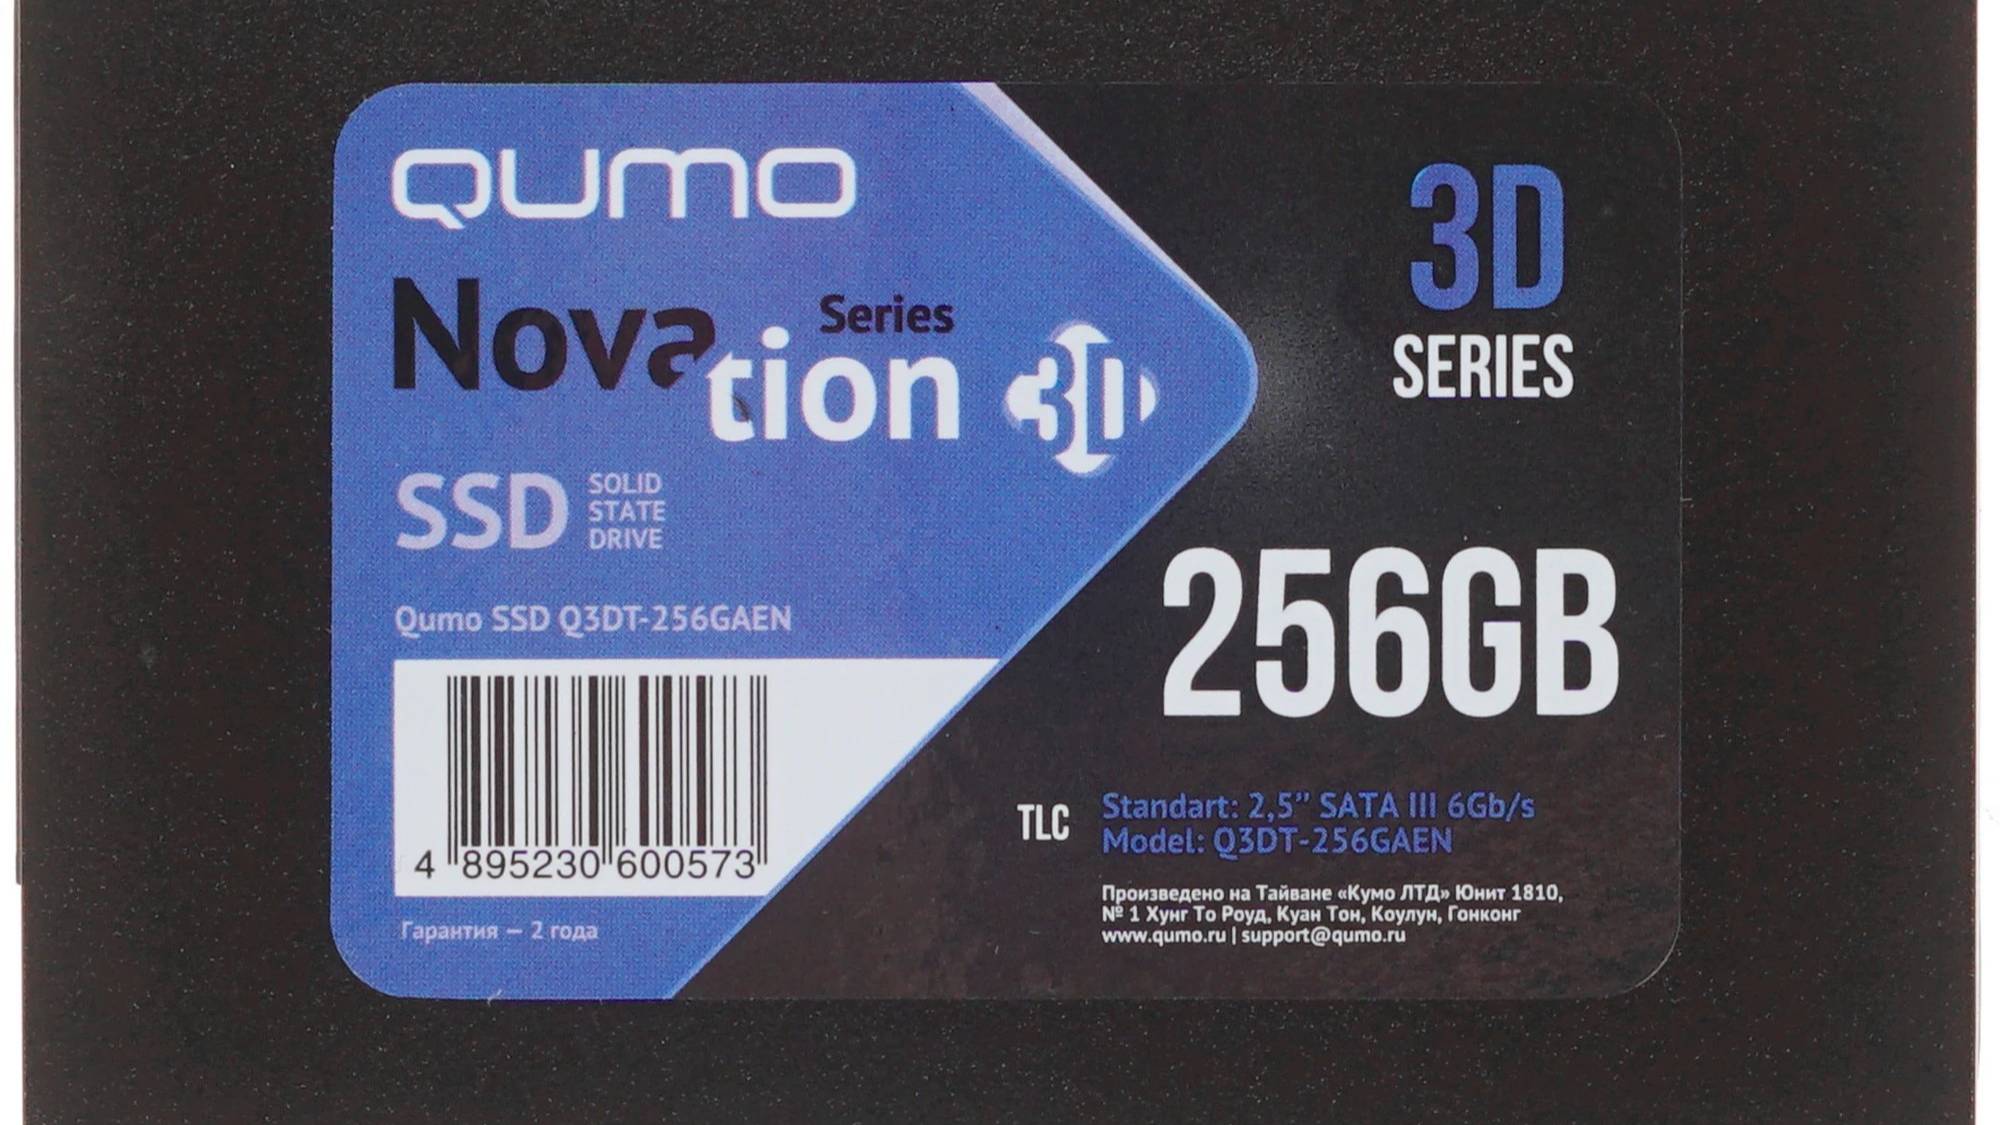 QUMO
Novation Series 3D
SSD SOLID
STATE
DRIVE
Qumo SSD Q3DT-256GAEN
4 895230 600573
Гарантия — 2 года
3D
SERIES
256GB
TLC
Standart: 2,5” SATA III 6Gb/s
Model: Q3DT-256GAEN
Произведено на Тайване «Кумо ЛТД» Юнит 1810,
№ 1 Хунг То Роуд, Куан Тон, Коулун, Гонконг
www.qumo.ru | support@qumo.ru